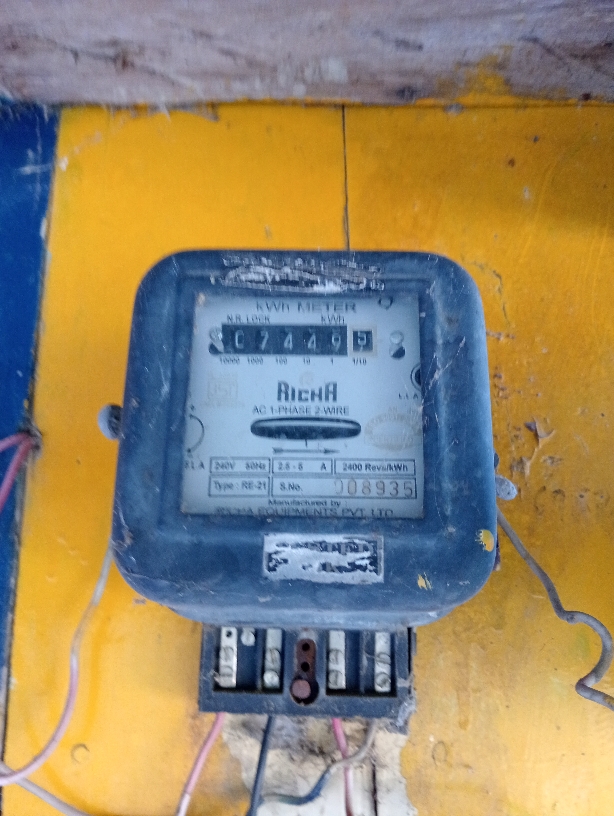 kWh METER
N.R. LOCK kWh
07449 5
10000 1000 100 10 1 1/10
RICHA
AC 1-PHASE 2-WIRE
240V 50Hz 2.5 - 5 A 2400 Revs/kWh
Type : RE-21 S.No. 008935
Manufactured by
RICHA EQUIPMENTS PVT. LTD.